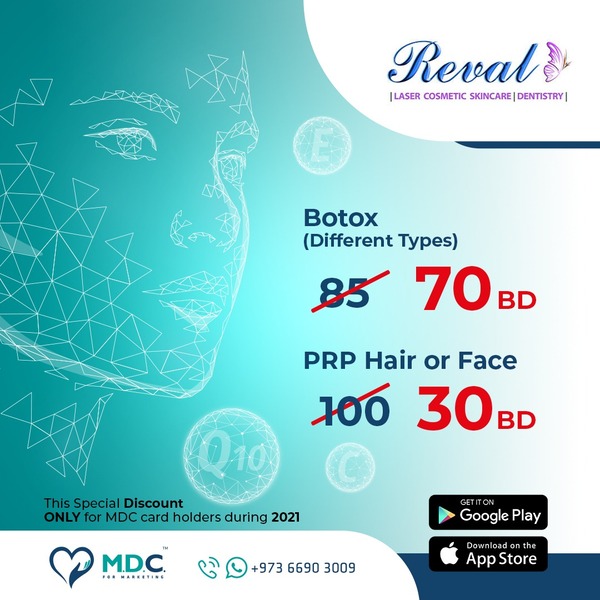 Reval
| LASER COSMETIC SKINCARE | DENTISTRY |
E
Botox
(Different Types)
85 70 BD
PRP Hair or Face
100 30 BD
Q10
C
This Special Discount
ONLY for MDC card holders during 2021
GET IT ON
Google Play
Download on the
App Store
M.D.C.™
FOR MARKETING
+973 6690 3009